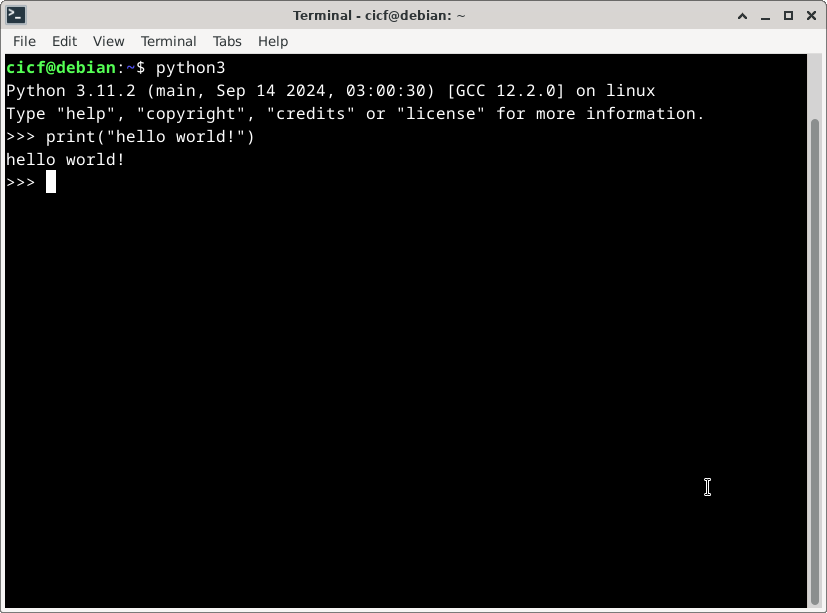 Terminal - cicf@debian: ~
File Edit View Terminal Tabs Help
cicf@debian:~$ python3
Python 3.11.2 (main, Sep 14 2024, 03:00:30) [GCC 12.2.0] on linux
Type "help", "copyright", "credits" or "license" for more information.
>>> print("hello world!")
hello world!
>>>